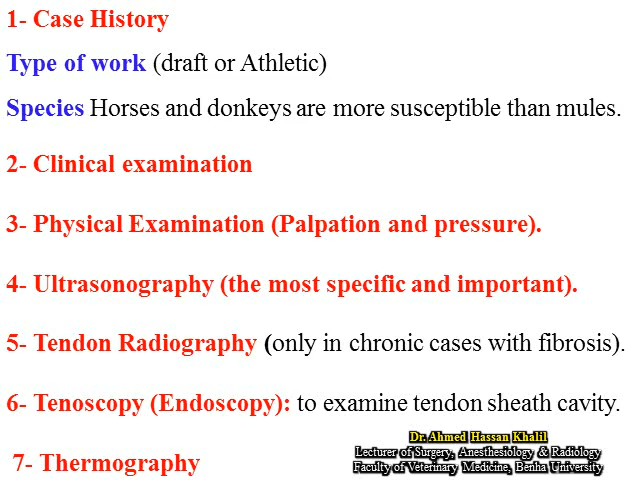 1- Case History
Type of work (draft or Athletic)
Species Horses and donkeys are more susceptible than mules.
2- Clinical examination
3- Physical Examination (Palpation and pressure).
4- Ultrasonography (the most specific and important).
5- Tendon Radiography (only in chronic cases with fibrosis).
6- Tenoscopy (Endoscopy): to examine tendon sheath cavity.
7- Thermography
Dr. Ahmed Hassan Khalil
Lecturer of Surgery, Anesthesiology & Radiology
Faculty of Veterinary Medicine, Benha University